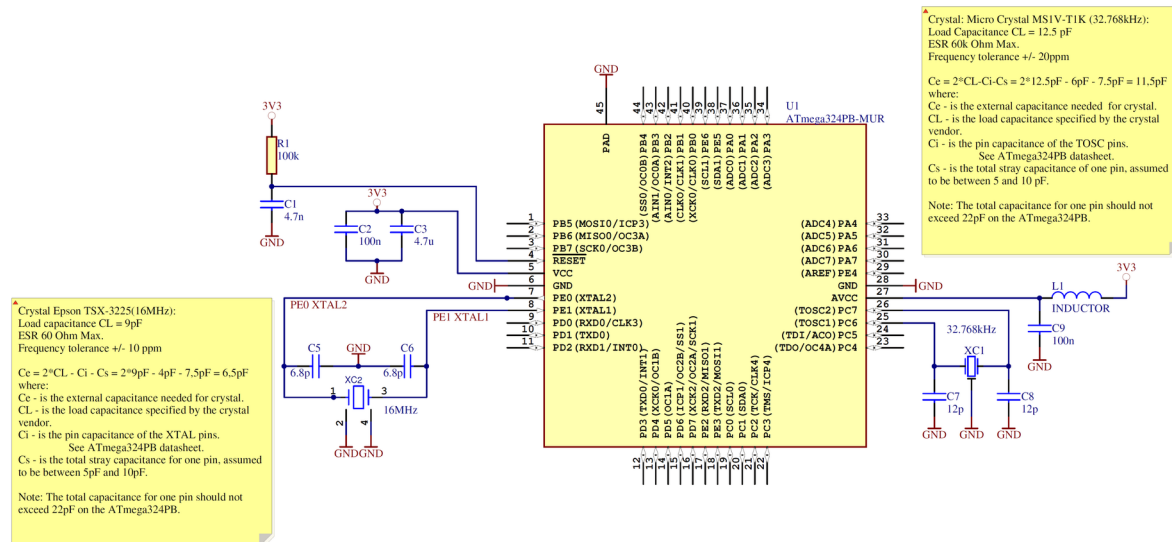 Crystal: Micro Crystal MS1V-T1K (32.768kHz):
Load Capacitance CL = 12.5 pF
ESR 60k Ohm Max.
Frequency tolerance +/- 20ppm
Ce = 2*CL-Ci-Cs = 2*12.5pF - 6pF - 7.5pF = 11,5pF
where:
Ce - is the external capacitance needed  for crystal.
CL - is the load capacitance specified by the crystal
vendor.
Ci - is the pin capacitance of the TOSC pins.
See ATmega324PB datasheet.
Cs - is the total stray capacitance of one pin, assumed
to be between 5 and 10 pF.
Note: The total capacitance for one pin should not
exceed 22pF on the ATmega324PB.
GND
45
44
43
42
41
40
39
38
37
36
35
34
U1
ATmega324PB-MUR
PAD
(SS0/OC0B)PB4
(AIN1/OC0A)PB3
(AIN0/INT2)PB2
(CLK0/CLK1)PB1
(XCK0/CLK0)PB0
(SCL1)PE6
(SDA1)PE5
(ADC0)PA0
(ADC1)PA1
(ADC2)PA2
(ADC3)PA3
3V3
R1
100k
C1
4.7n
GND
3V3
C2
100n
C3
4.7u
GND
GND
1 PB5(MOSI0/ICP3)
2 PB6(MISO0/OC3A)
3 PB7(SCK0/OC3B)
4 RESET
5 VCC
6 GND
7 PE0(XTAL2)
8 PE1(XTAL1)
9 PD0(RXD0/CLK3)
10 PD1(TXD0)
11 PD2(RXD1/INT0)
(ADC4)PA4 33
(ADC5)PA5 32
(ADC6)PA6 31
(ADC7)PA7 30
(AREF)PE4 29
GND 28
AVCC 27
(TOSC2)PC7 26
(TOSC1)PC6 25
(TDI/ACO)PC5 24
(TDO/OC4A)PC4 23
GND
3V3
L1
INDUCTOR
C9
100n
GND
32.768kHz
XC1
C7
12p
C8
12p
GND
GND
GND
PE0 XTAL2
PE1 XTAL1
C5
6.8p
GND
C6
6.8p
XC2
1
3
16MHz
2
4
GND
GND
Crystal Epson TSX-3225(16MHz):
Load capacitance CL = 9pF
ESR 60 Ohm Max.
Frequency tolerance +/- 10 ppm
Ce = 2*CL - Ci - Cs = 2*9pF - 4pF - 7,5pF = 6,5pF
where:
Ce - is the external capacitance needed for crystal.
CL - is the load capacitance specified by the crystal
vendor.
Ci - is the pin capacitance of the XTAL pins.
See ATmega324PB datasheet.
Cs - is the total stray capacitance for one pin, assumed
to be between 5pF and 10pF.
Note: The total capacitance for one pin should not
exceed 22pF on the ATmega324PB.
PD3(TXD0/INT1)
PD4(XCK0/OC1B)
PD5(OC1A)
PD6(ICP1/OC2B/SS1)
PD7(XCK2/OC2A/SCK1)
PE2(RXD2/MISO1)
PE3(TXD2/MOSI1)
PC0(SCL0)
PC1(SDA0)
PC2(TCK/CLK4)
PC3(TMS/ICP4)
12
13
14
15
16
17
18
19
20
21
22